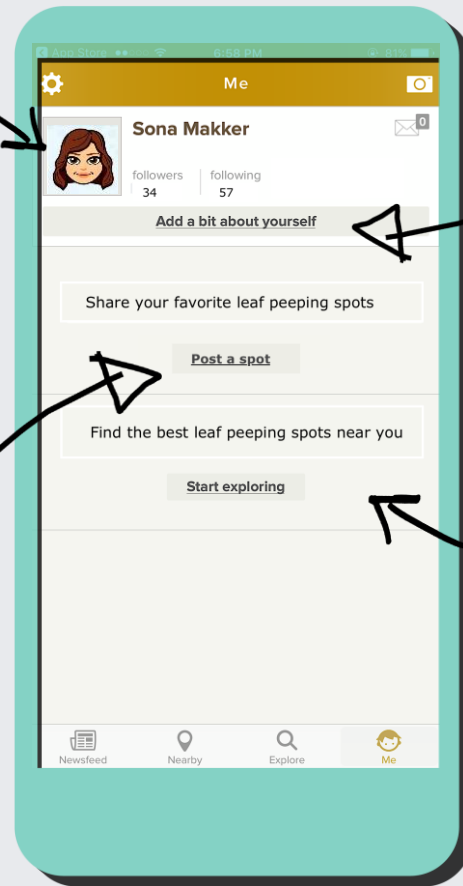 App Store 6:58 PM 81%
Me
Sona Makker
0
followers following
34 57
Add a bit about yourself
Share your favorite leaf peeping spots
Post a spot
Find the best leaf peeping spots near you
Start exploring
Newsfeed Nearby Explore Me